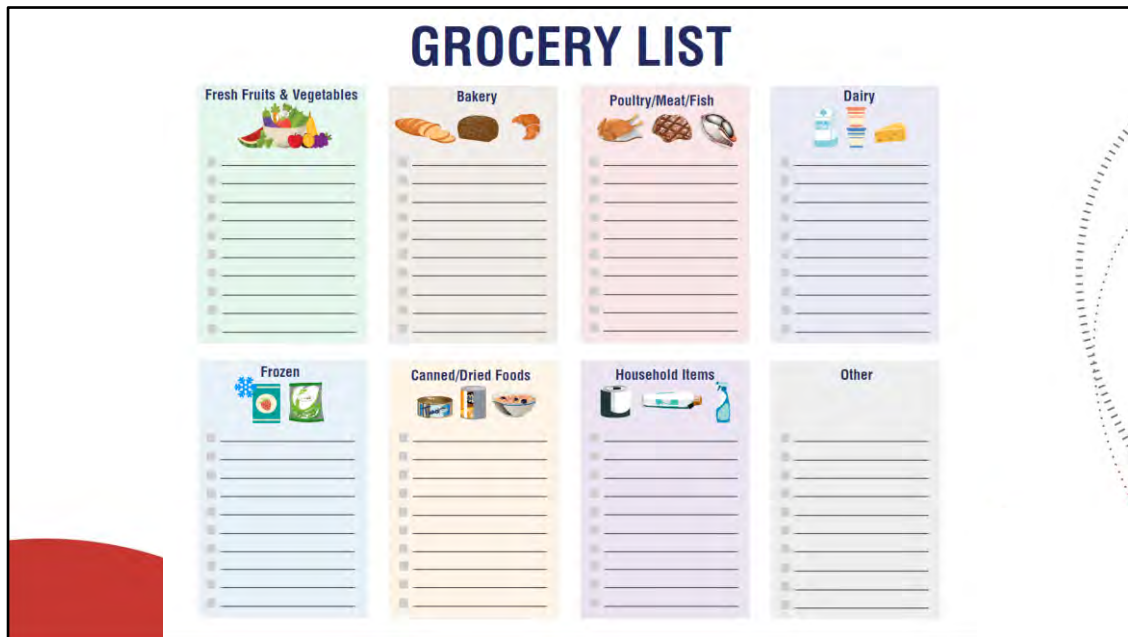 GROCERY LIST
Fresh Fruits & Vegetables
Bakery
Poultry/Meat/Fish
Dairy
Frozen
Canned/Dried Foods
Household Items
Other